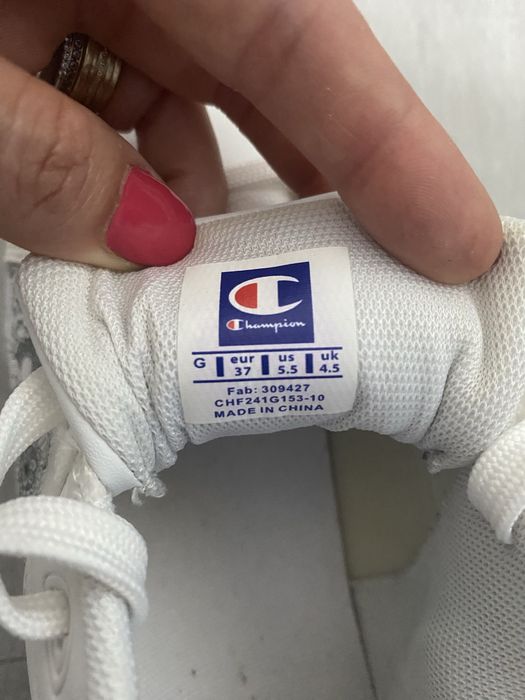 Champion
G eur us uk
37 5.5 4.5
Fab: 309427
CHF241G153-10
MADE IN CHINA